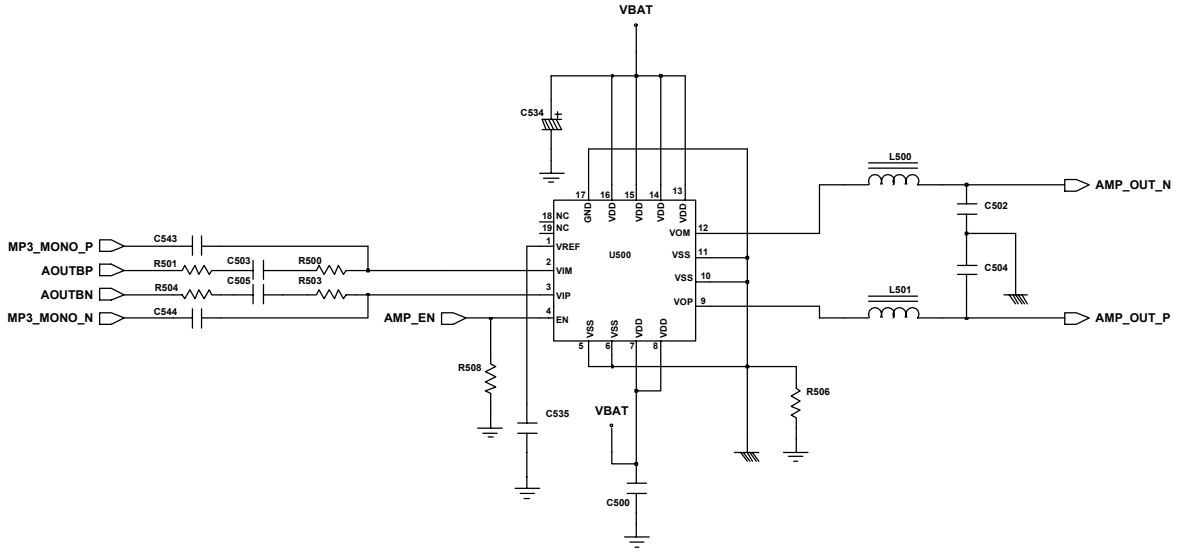 VBAT
C534
+
17
16
15
14
13
GND
VDD
VDD
VDD
VDD
L500
AMP_OUT_N
C502
18
NC
19
NC
1
VREF
2
VIM
3
VIP
4
EN
U500
VOM
12
VSS
11
VSS
10
VOP
9
MP3_MONO_P
C543
AOUTBP
R501
C503
R500
AOUTBN
R504
C505
R503
MP3_MONO_N
C544
AMP_EN
C504
L501
AMP_OUT_P
VSS
VSS
VDD
VDD
5
6
7
8
R508
C535
VBAT
R506
C500